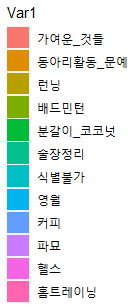 Var1
가여운_것들
동아리활동_문예
런닝
배드민턴
분갈이_코코넛
술장정리
식별불가
영월
커피
파묘
헬스
홈트레이닝